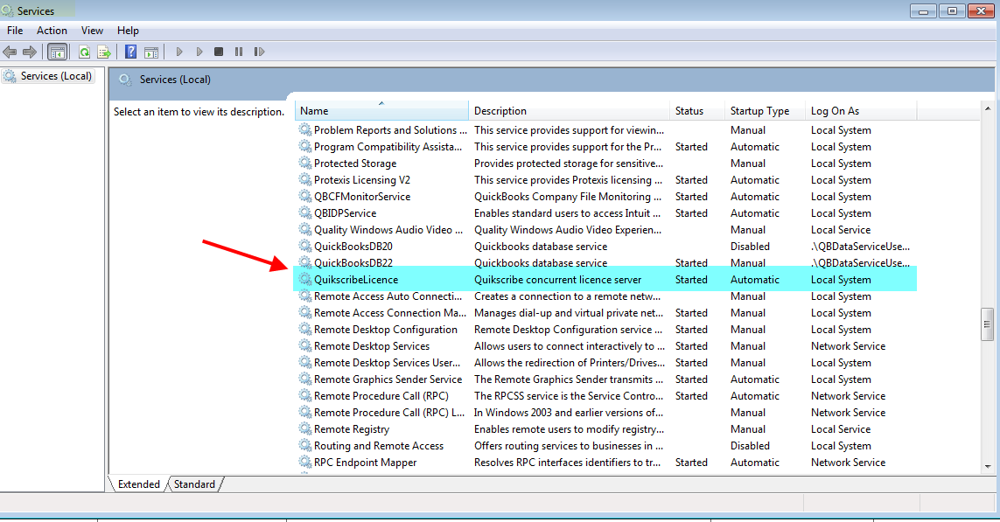 Services
File Action View Help
Services (Local)
Services (Local)
Select an item to view its description.
Name Description Status Startup Type Log On As
Problem Reports and Solutions ... This service provides support for viewin... Manual Local System
Program Compatibility Assista... This service provides support for the Pr... Started Automatic Local System
Protected Storage Provides protected storage for sensitive... Manual Local System
Protexis Licensing V2 This service provides Protexis licensing ... Started Automatic Local System
QBCFMonitorService QuickBooks Company File Monitoring ... Started Automatic Local System
QBIDPService Enables standard users to access Intuit ... Started Automatic Local System
Quality Windows Audio Video ... Quality Windows Audio Video Experien... Manual Local Service
QuickBooksDB20 Quickbooks database service Disabled .\QBDataServiceUse...
QuickBooksDB22 Quickbooks database service Started Manual .\QBDataServiceUse...
QuikscribeLicence Quikscribe concurrent licence server Started Automatic Local System
Remote Access Auto Connecti... Creates a connection to a remote netw... Manual Local System
Remote Access Connection Ma... Manages dial-up and virtual private net... Started Manual Local System
Remote Desktop Configuration Remote Desktop Configuration service ... Started Manual Local System
Remote Desktop Services Allows users to connect interactively to ... Started Manual Network Service
Remote Desktop Services User... Allows the redirection of Printers/Drives... Started Manual Local System
Remote Graphics Sender Service The Remote Graphics Sender transmits ... Started Automatic Local System
Remote Procedure Call (RPC) The RPCSS service is the Service Contro... Started Automatic Network Service
Remote Procedure Call (RPC) L... In Windows 2003 and earlier versions of... Manual Network Service
Remote Registry Enables remote users to modify registry... Manual Local Service
Routing and Remote Access Offers routing services to businesses in ... Disabled Local System
RPC Endpoint Mapper Resolves RPC interfaces identifiers to tr... Started Automatic Network Service
Extended Standard